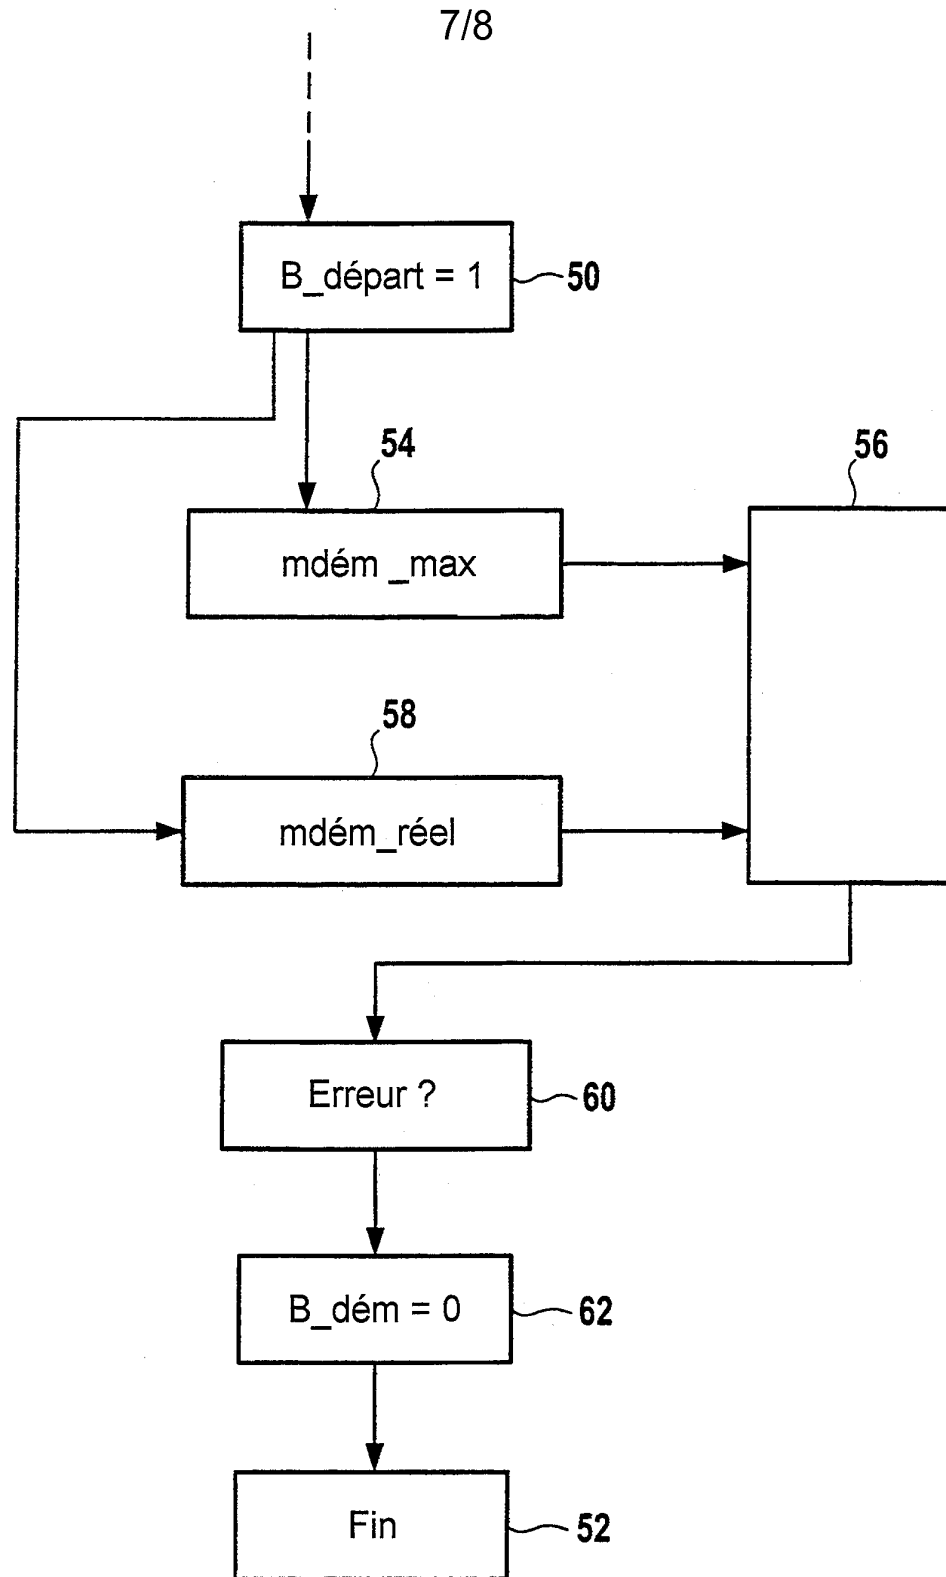 7/8
B_départ = 1
50
54
56
mdém _max
58
mdém_réel
Erreur ?
60
B_dém = 0
62
Fin
52